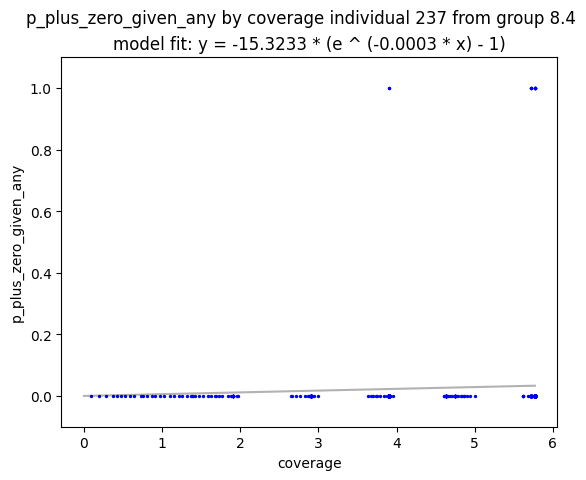 p_plus_zero_given_any by coverage individual 237 from group 8.4
model fit: y = -15.3233 * (e ^ (-0.0003 * x) - 1)
1.0
0.8
0.6
0.4
0.2
0.0
p_plus_zero_given_any
0 1 2 3 4 5 6
coverage